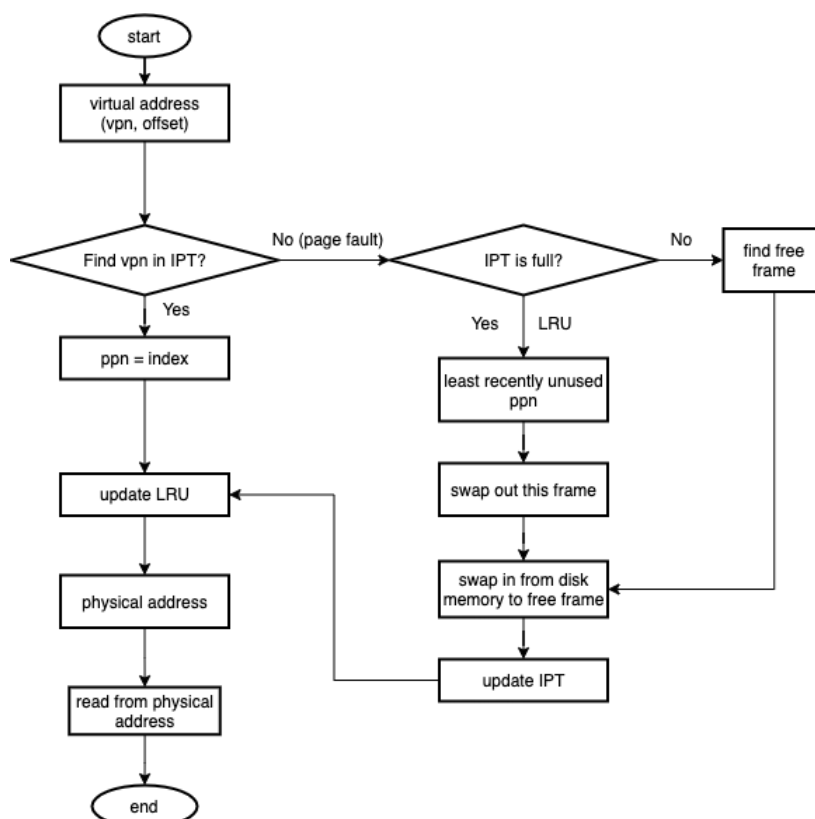 start
virtual address
(vpn, offset)
Find vpn in IPT?
No (page fault)
IPT is full?
No
find free
frame
Yes
ppn = index
Yes
LRU
least recently unused
ppn
update LRU
swap out this frame
swap in from disk
memory to free frame
physical address
update IPT
read from physical
address
end